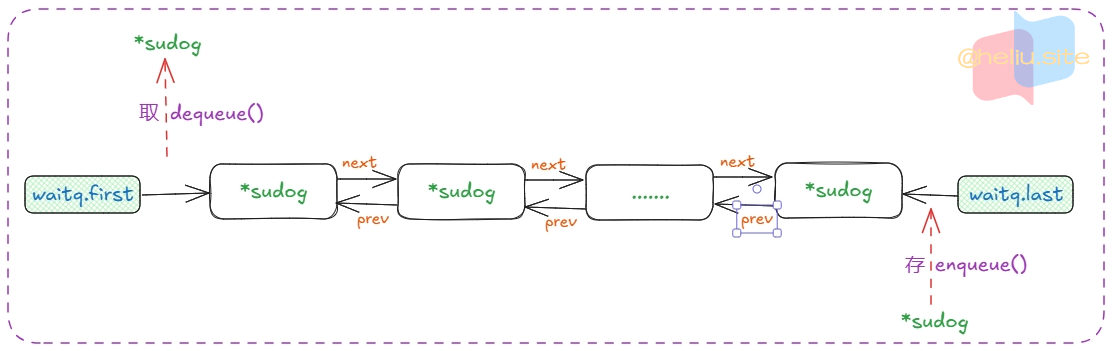 *sudog
@heliu.site
取 dequeue()
next
next
next
waitq.first
*sudog
*sudog
.......
*sudog
waitq.last
prev
prev
prev
存 enqueue()
*sudog